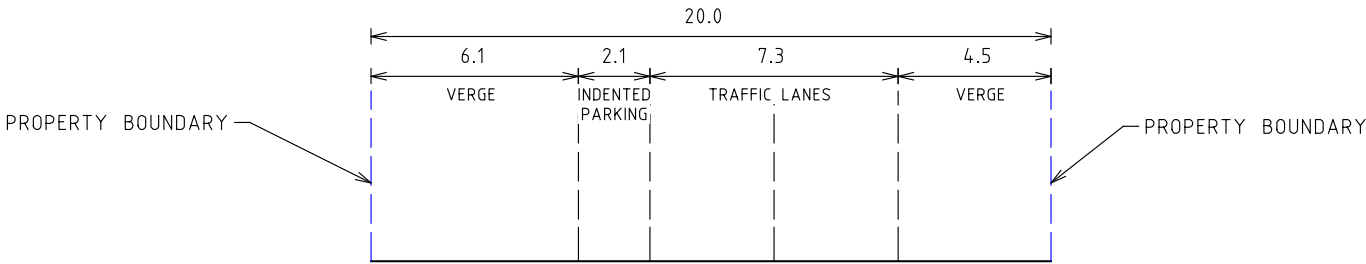 20.0
6.1 2.1 7.3 4.5
VERGE INDENTED TRAFFIC LANES VERGE
PARKING
PROPERTY BOUNDARY PROPERTY BOUNDARY